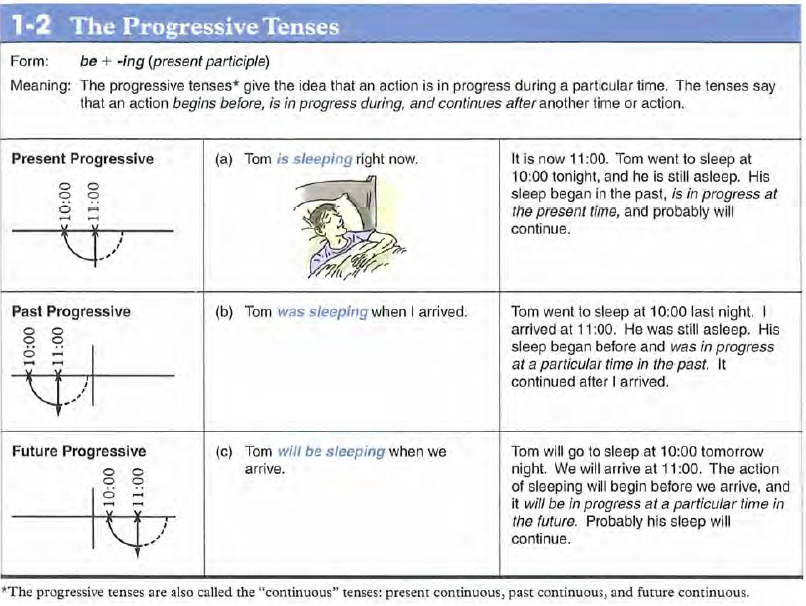 1-2 The Progressive Tenses
Form: be + -ing (present participle)
Meaning: The progressive tenses* give the idea that an action is in progress during a particular time. The tenses say
that an action begins before, is in progress during, and continues after another time or action.
Present Progressive
10:00
11:00
(a) Tom is sleeping right now.
It is now 11:00. Tom went to sleep at
10:00 tonight, and he is still asleep. His
sleep began in the past, is in progress at
the present time, and probably will
continue.
Past Progressive
10:00
11:00
(b) Tom was sleeping when I arrived.
Tom went to sleep at 10:00 last night. I
arrived at 11:00. He was still asleep. His
sleep began before and was in progress
at a particular time in the past. It
continued after I arrived.
Future Progressive
10:00
11:00
(c) Tom will be sleeping when we
arrive.
Tom will go to sleep at 10:00 tomorrow
night. We will arrive at 11:00. The action
of sleeping will begin before we arrive, and
it will be in progress at a particular time in
the future. Probably his sleep will
continue.
*The progressive tenses are also called the "continuous" tenses: present continuous, past continuous, and future continuous.